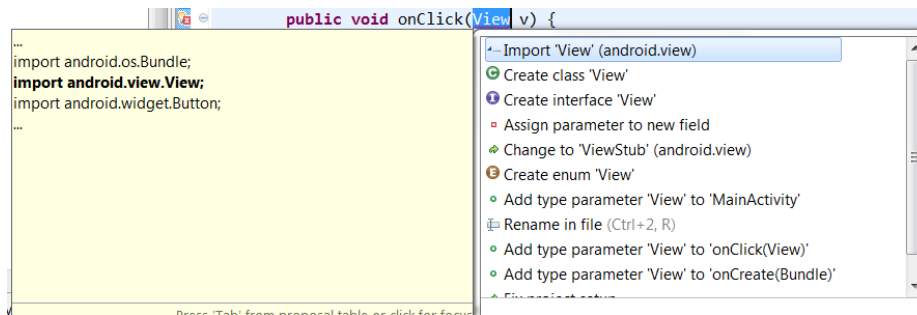 public void onClick(View v) {
...
import android.os.Bundle;
import android.view.View;
import android.widget.Button;
...
Import 'View' (android.view)
Create class 'View'
Create interface 'View'
Assign parameter to new field
Change to 'ViewStub' (android.view)
Create enum 'View'
Add type parameter 'View' to 'MainActivity'
Rename in file (Ctrl+2, R)
Add type parameter 'View' to 'onClick(View)'
Add type parameter 'View' to 'onCreate(Bundle)'
Fix project setup
Press 'Tab' from proposal table or click for focus